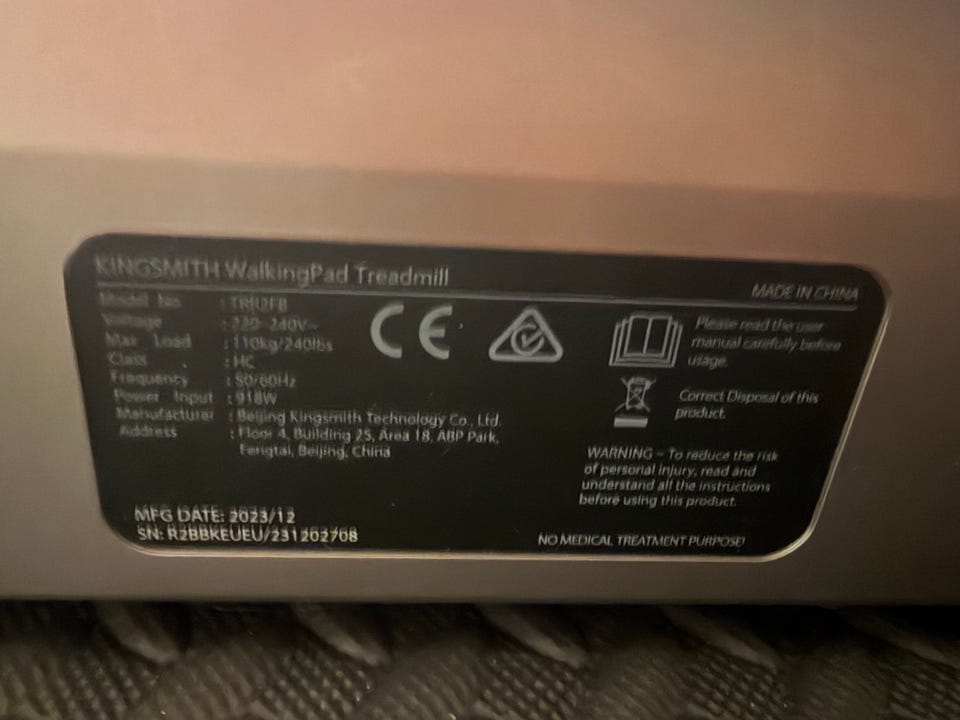 KINGSMITH WalkingPad Treadmill
MADE IN CHINA
Model No :
Voltage : 220-240V~
Max Load : 110kg/240lbs
Class : HC
Frequency : 50/60Hz
Power Input : 918W
Manufacturer : Beijing Kingsmith Technology Co., Ltd.
Address : Floor 4, Building 25, Area 18, ABP Park,
Fengtai, Beijing, China
MFG DATE: 2023/12
SN: R2BBKEUEU/231202708
CE
Please read the user
manual carefully before
usage.
Correct Disposal of this
product.
WARNING – To reduce the risk
of personal injury, read and
understand all the instructions
before using this product.
NO MEDICAL TREATMENT PURPOSE!